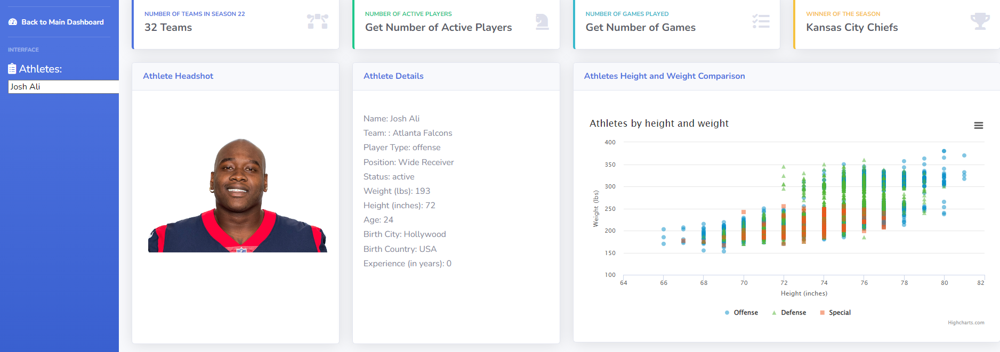 Back to Main Dashboard
INTERFACE
Athletes:
Josh Ali
NUMBER OF TEAMS IN SEASON 22
32 Teams
NUMBER OF ACTIVE PLAYERS
Get Number of Active Players
NUMBER OF GAMES PLAYED
Get Number of Games
WINNER OF THE SEASON
Kansas City Chiefs
Athlete Headshot
NFL
Athlete Details
Name: Josh Ali
Team: : Atlanta Falcons
Player Type: offense
Position: Wide Receiver
Status: active
Weight (lbs): 193
Height (inches): 72
Age: 24
Birth City: Hollywood
Birth Country: USA
Experience (in years): 0
Athletes Height and Weight Comparison
Athletes by height and weight
Weight (lbs)
400
350
300
250
200
150
100
64 66 68 70 72 74 76 78 80 82
Height (inches)
Offense Defense Special
Highcharts.com